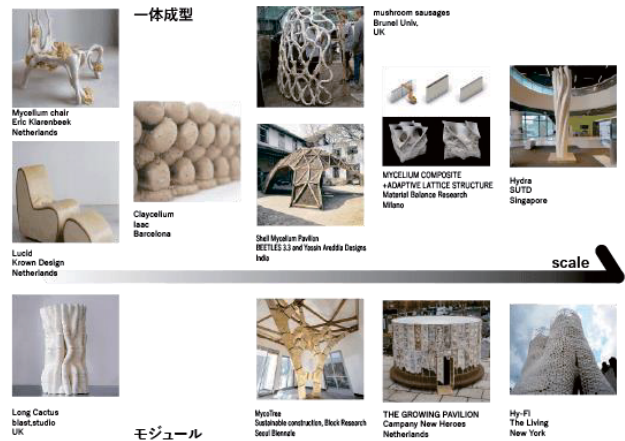 一体成型
mushroom sausages
Brunel Univ,
UK
Mycelium chair
Eric Klarenbeek
Netherlands
Claycelium
Iaac
Barcelona
MYCELIUM COMPOSITE
+ADAPTIVE LATTICE STRUCTURE
Material Balance Research
Milano
Hydra
SUTD
Singapore
Lucid
Krown Design
Netherlands
Shell Mycelium Pavilion
BEETLES 3.3 and Yassin Areddia Designs
India
scale
Long Cactus
blast,studio
UK
モジュール
MycoTree
Sustainable construction, Block Research
Seoul Biennale
THE GROWING PAVILION
Campany New Heroes
Netherlands
Hy-Fi
The Living
New York